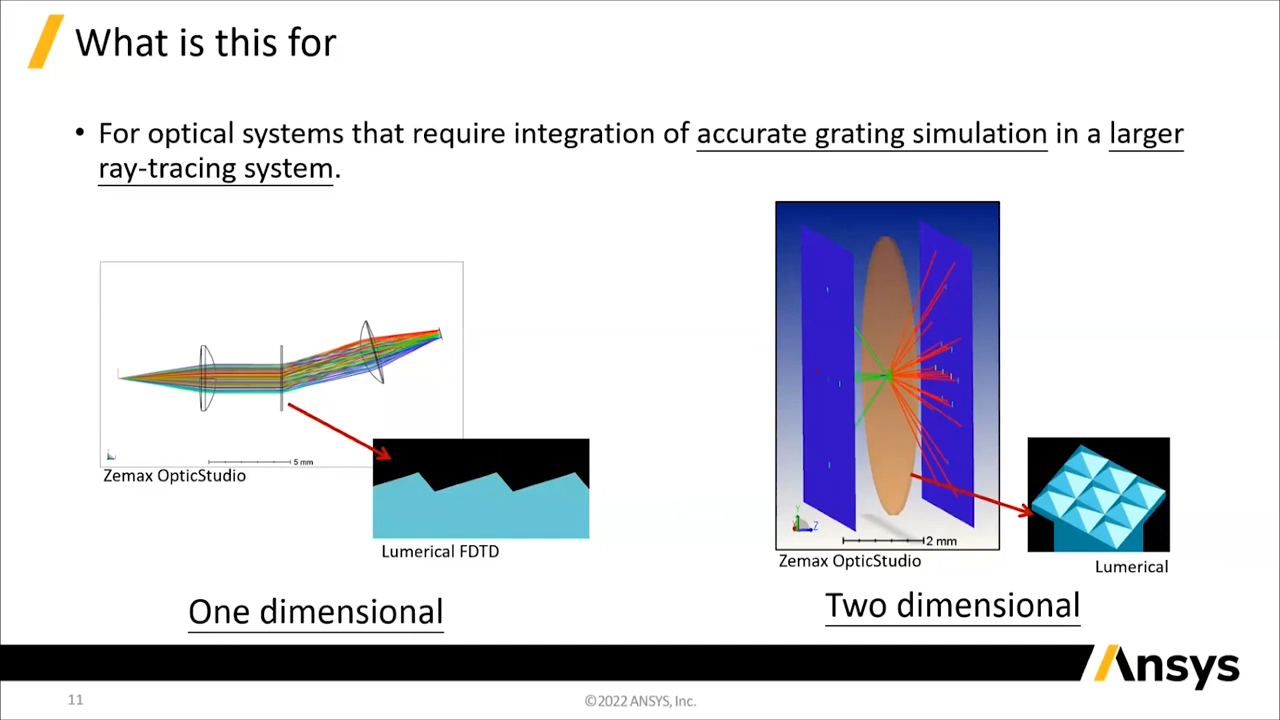 What is this for
• For optical systems that require integration of accurate grating simulation in a larger
ray-tracing system.
5 mm
Zemax OpticStudio
Lumerical FDTD
One dimensional
Y
Z
2 mm
Zemax OpticStudio
Lumerical
Two dimensional
Ansys
11
©2022 ANSYS, Inc.